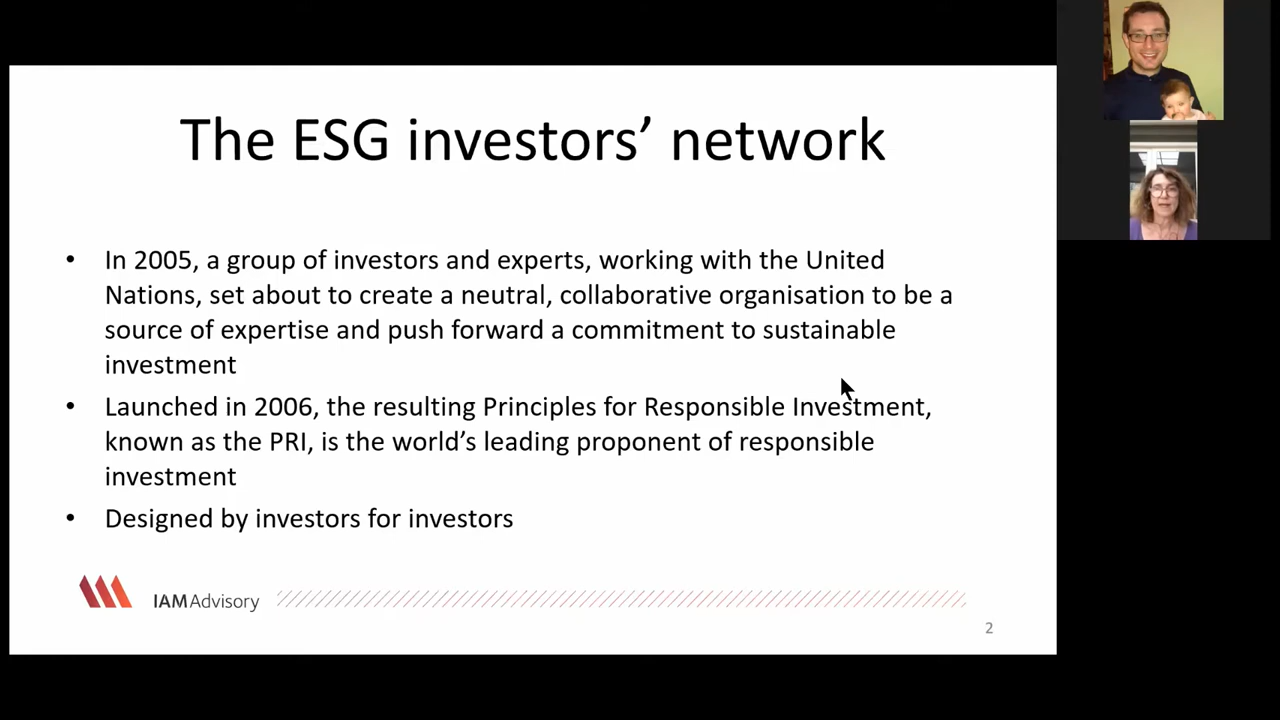 The ESG investors’ network
• In 2005, a group of investors and experts, working with the United
Nations, set about to create a neutral, collaborative organisation to be a
source of expertise and push forward a commitment to sustainable
investment
• Launched in 2006, the resulting Principles for Responsible Investment,
known as the PRI, is the world’s leading proponent of responsible
investment
• Designed by investors for investors
IAM Advisory
2